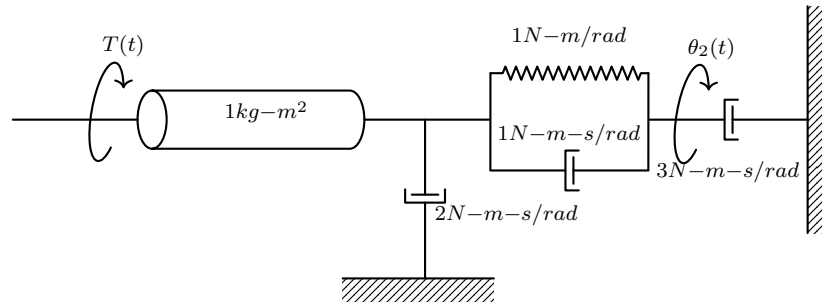 T(t)
1kg−m²
1N−m/rad
θ₂(t)
1N−m−s/rad
3N−m−s/rad
2N−m−s/rad